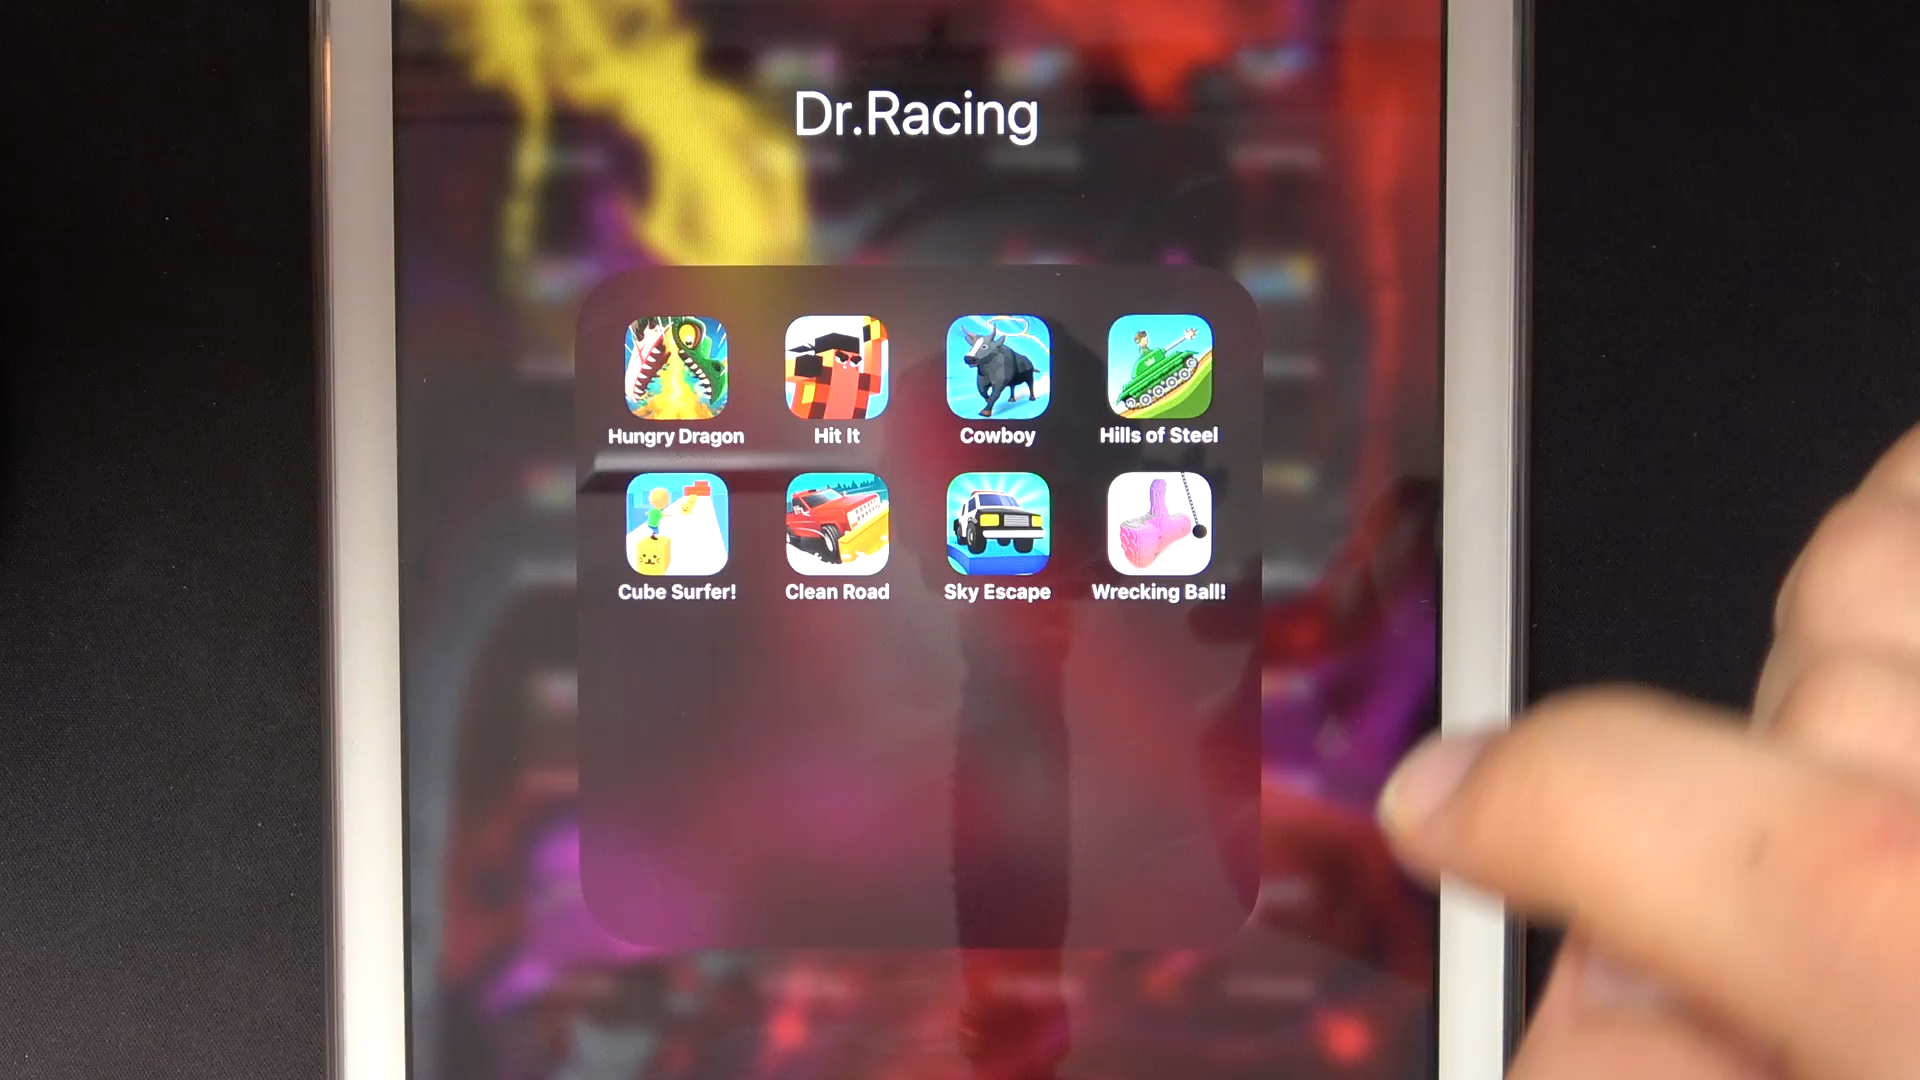 Dr.Racing
Hungry Dragon
Hit It
Cowboy
Hills of Steel
Cube Surfer!
Clean Road
Sky Escape
Wrecking Ball!